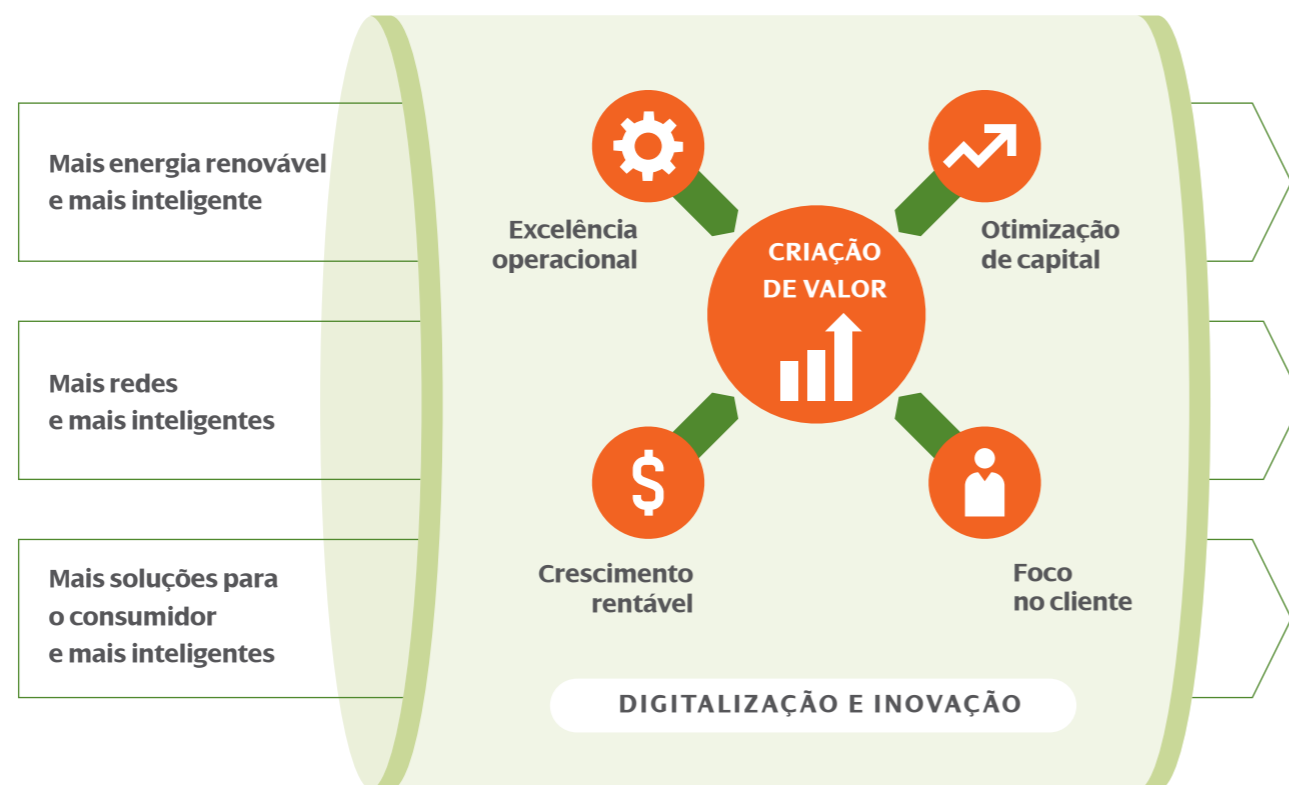 Mais energia renovável
e mais inteligente
Mais redes
e mais inteligentes
Mais soluções para
o consumidor
e mais inteligentes
Excelência
operacional
Otimização
de capital
CRIAÇÃO
DE VALOR
$
Crescimento
rentável
Foco
no cliente
DIGITALIZAÇÃO E INOVAÇÃO